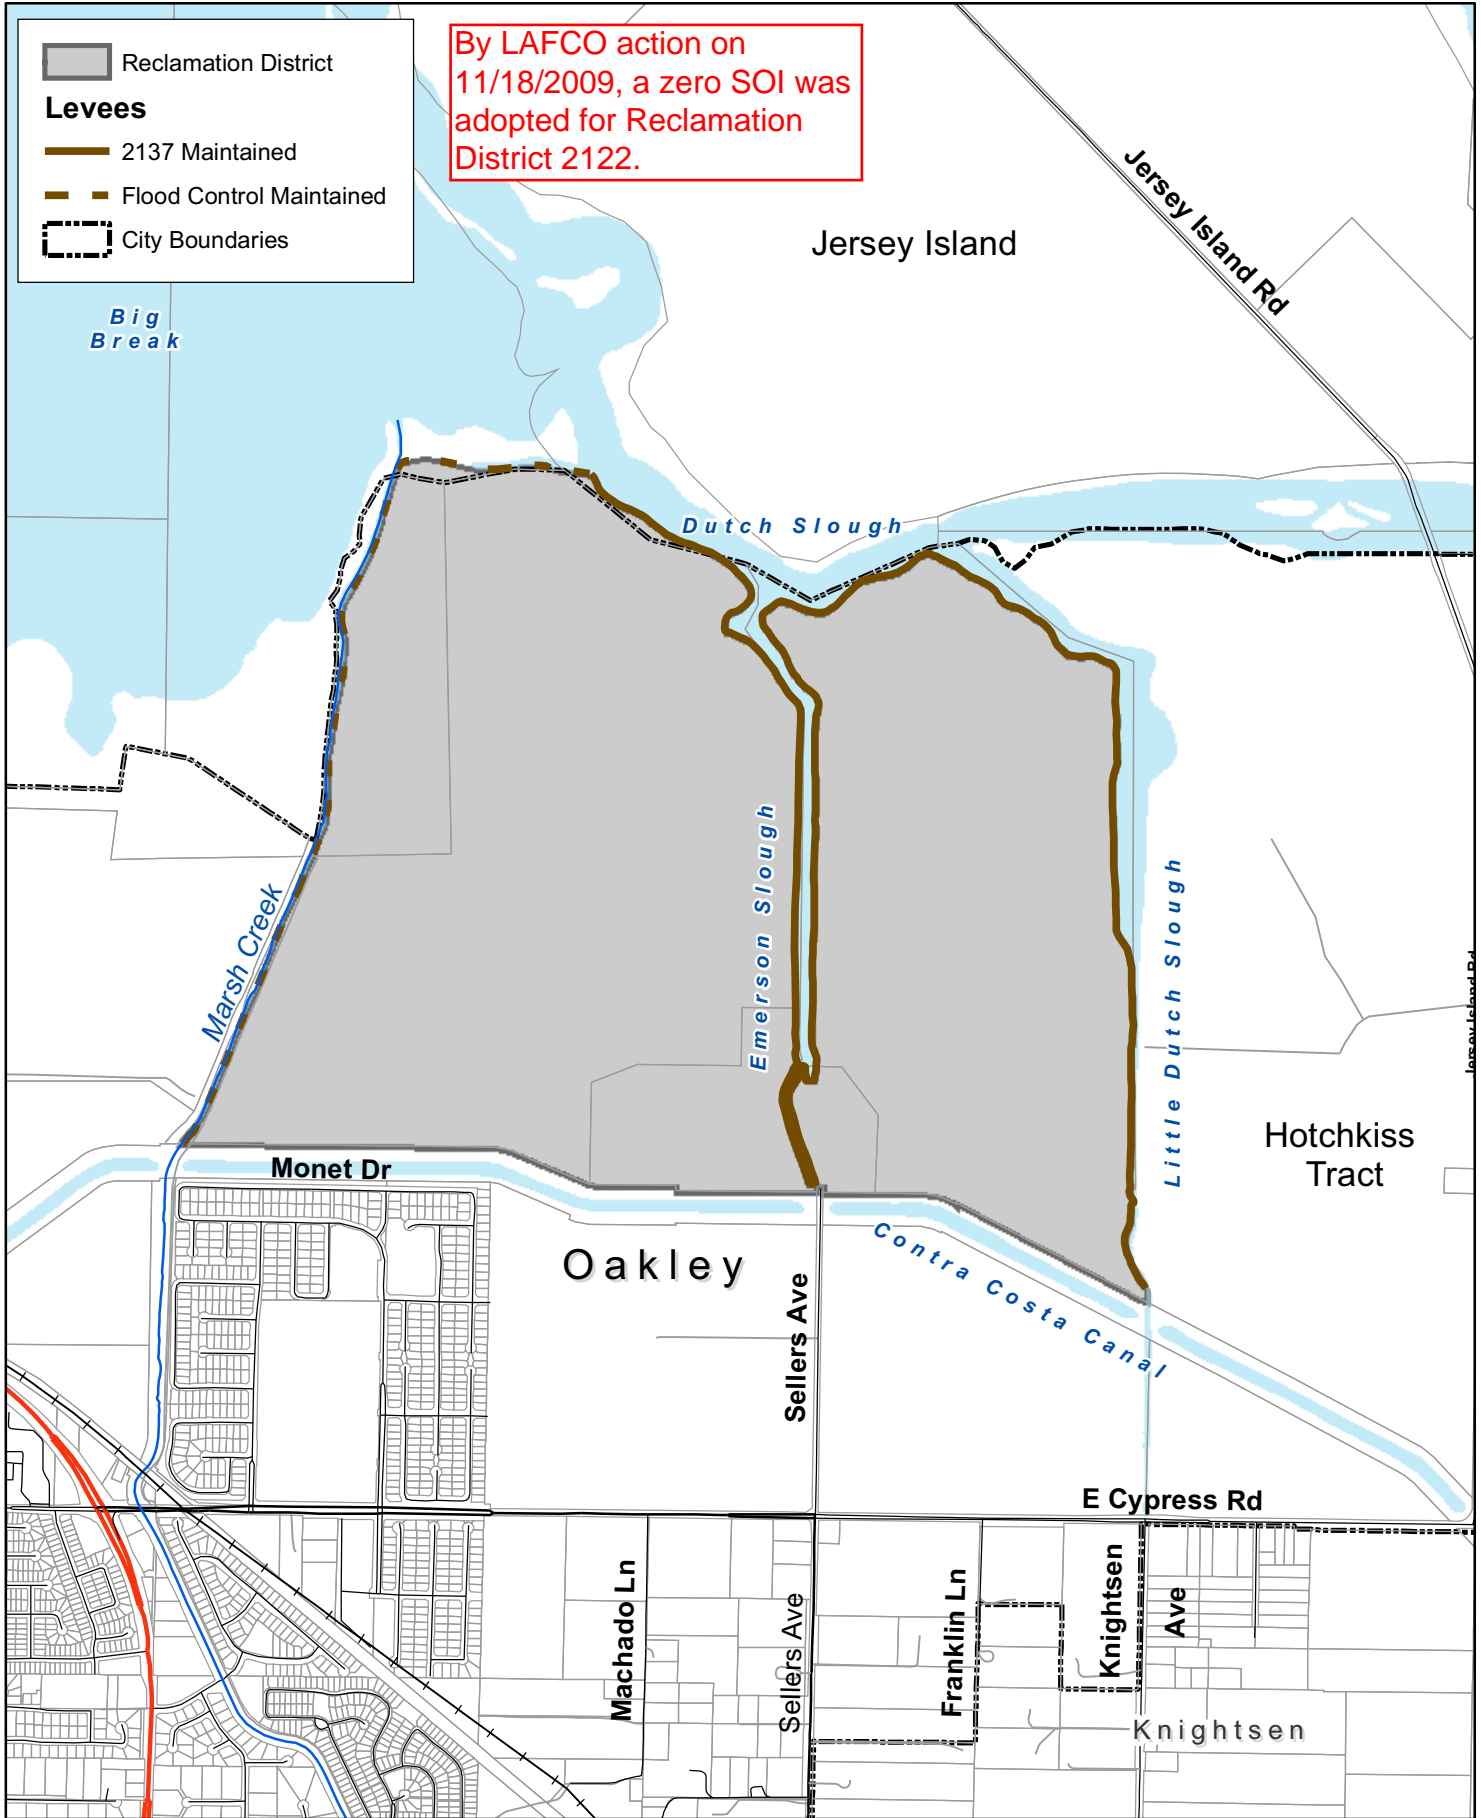 Reclamation District
Levees
2137 Maintained
Flood Control Maintained
City Boundaries
By LAFCO action on
11/18/2009, a zero SOI was
adopted for Reclamation
District 2122.
Jersey Island
Jersey Island Rd
Big
Break
Dutch Slough
Emerson Slough
Little Dutch Slough
Marsh Creek
Jersey Island Rd
Hotchkiss
Tract
Monet Dr
Oakley
Contra Costa Canal
Sellers Ave
E Cypress Rd
Machado Ln
Sellers Ave
Franklin Ln
Knightsen
Ave
Knightsen